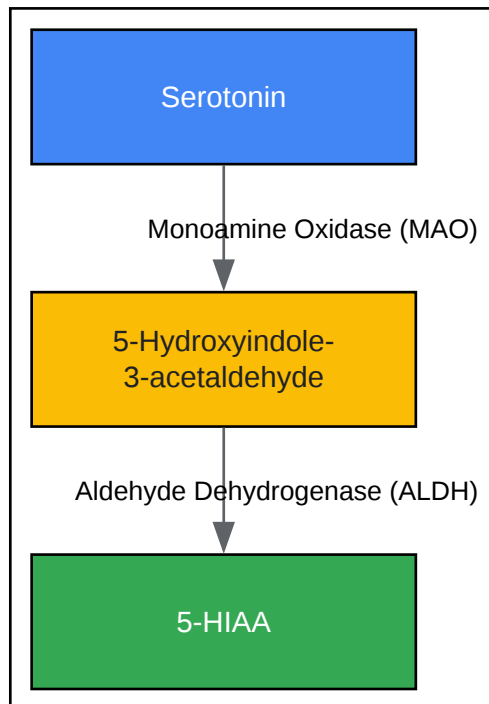 Serotonin
Monoamine Oxidase (MAO)
5-Hydroxyindole-
3-acetaldehyde
Aldehyde Dehydrogenase (ALDH)
5-HIAA